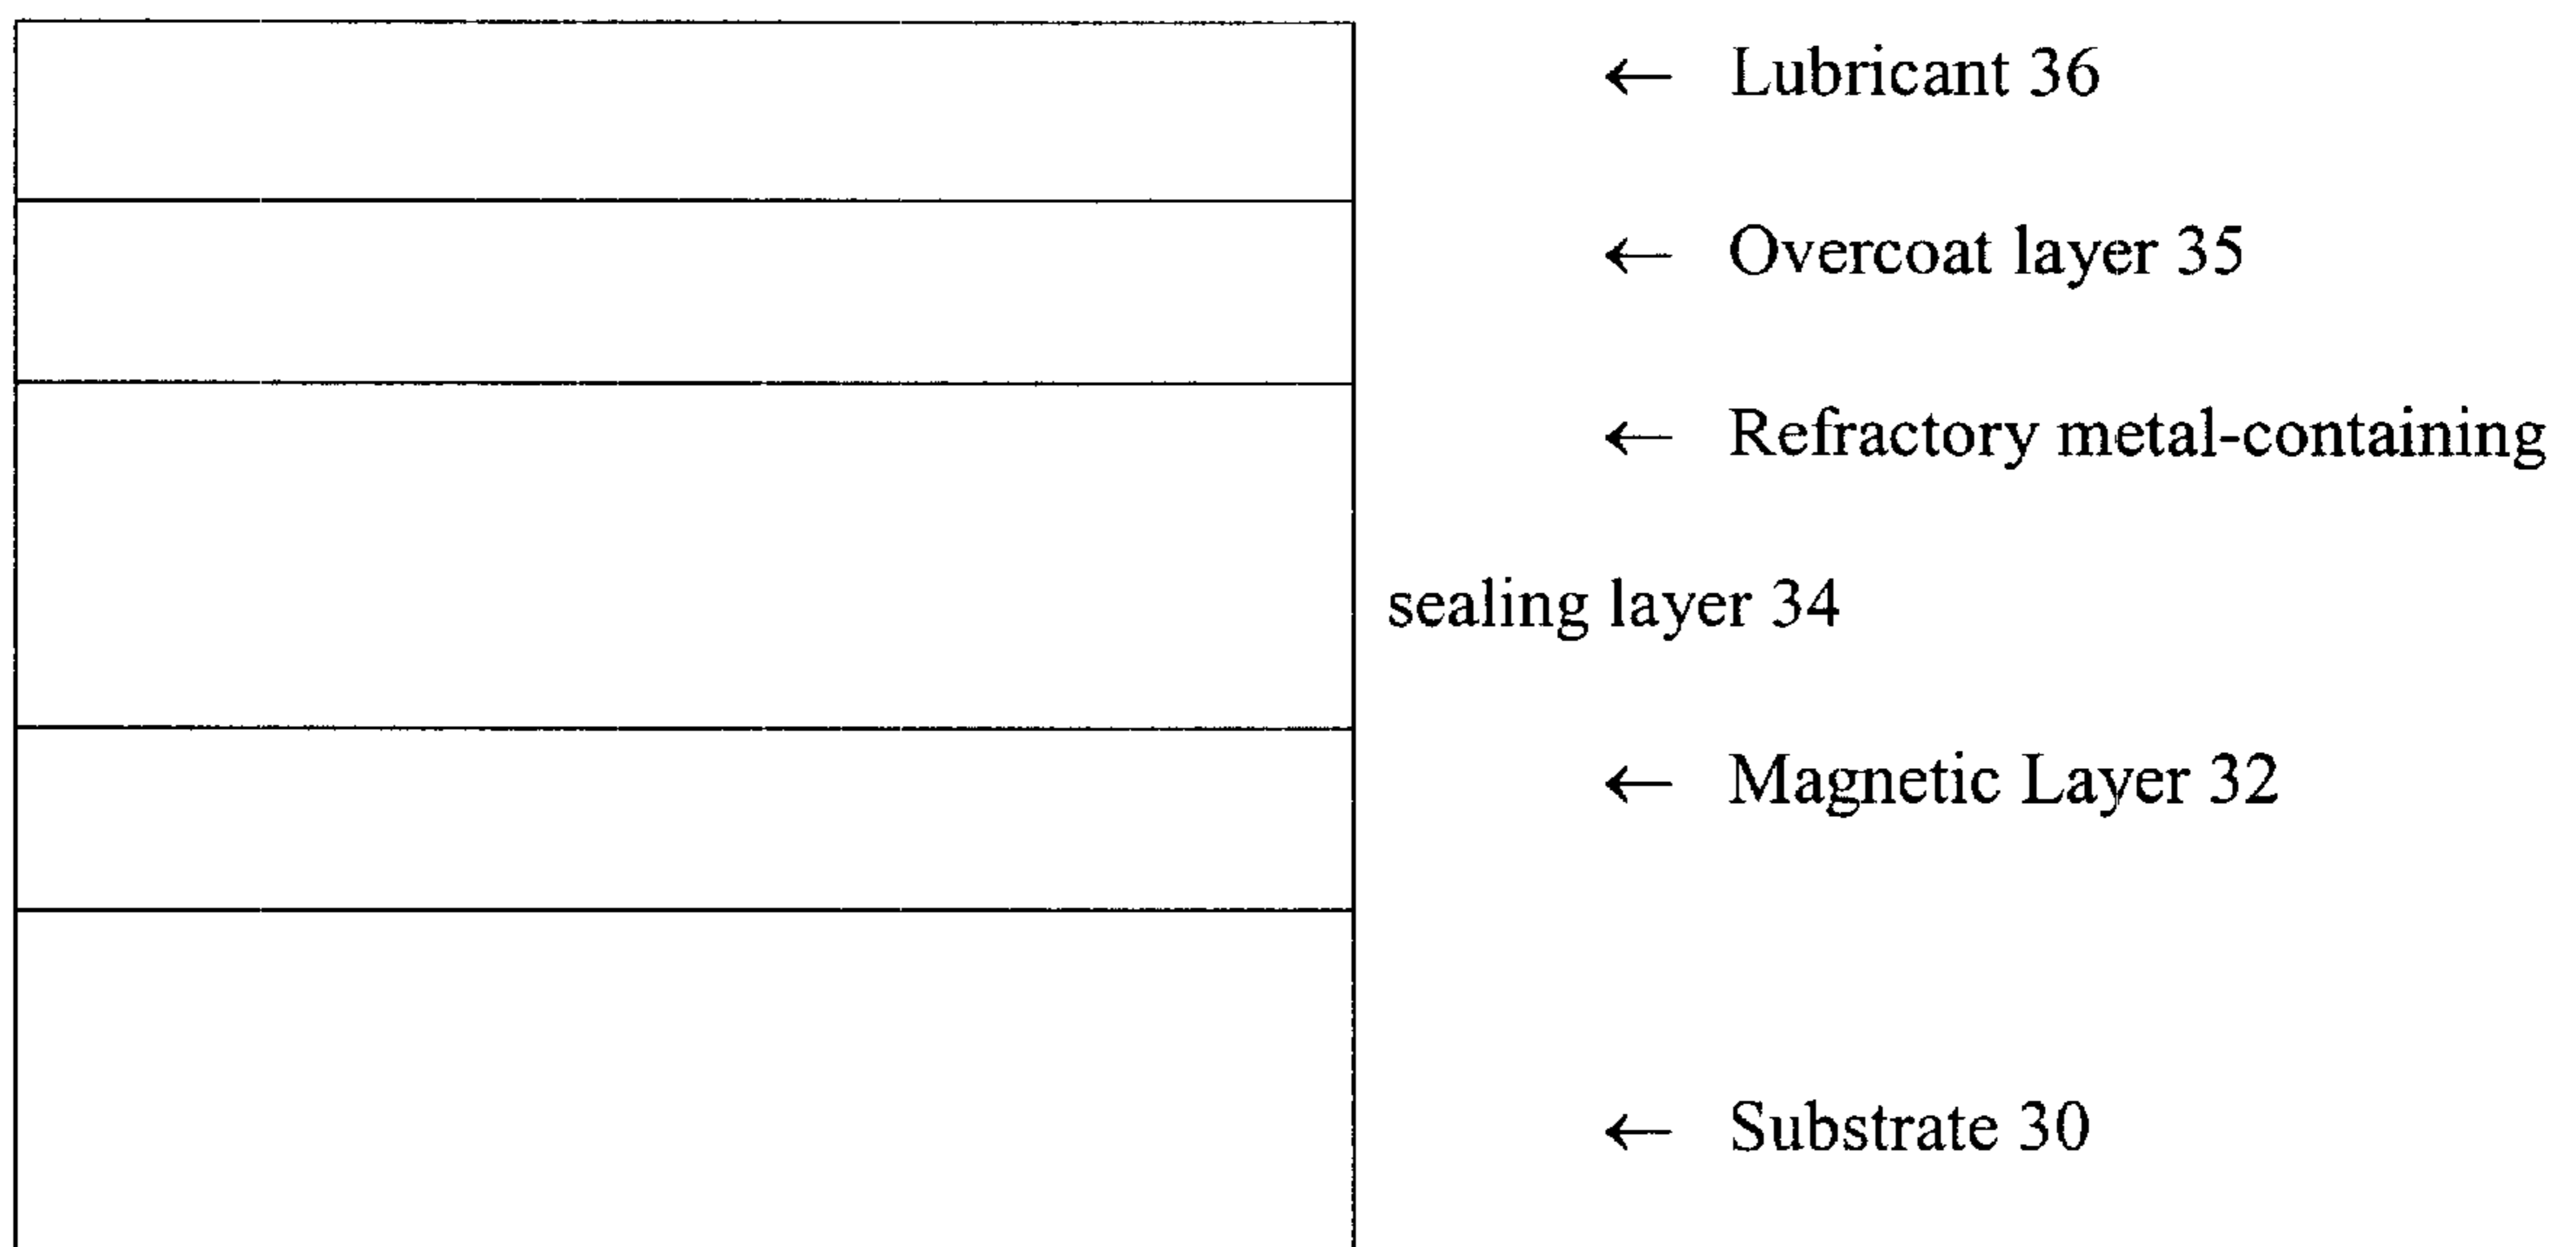 ← Lubricant 36
← Overcoat layer 35
← Refractory metal-containing
sealing layer 34
← Magnetic Layer 32
← Substrate 30